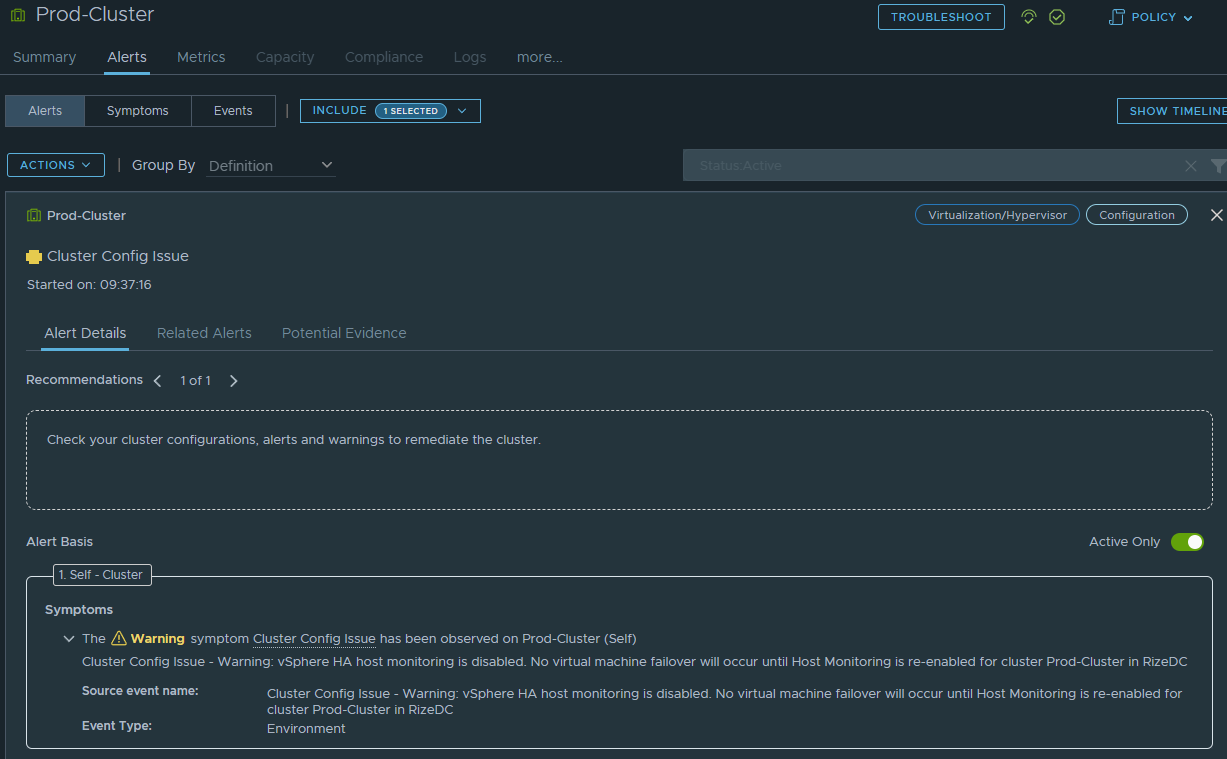 Prod-Cluster
TROUBLESHOOT
POLICY
Summary Alerts Metrics Capacity Compliance Logs more...
Alerts Symptoms Events | INCLUDE 1 SELECTED
SHOW TIMELINE
ACTIONS | Group By Definition
Status:Active
Prod-Cluster
Virtualization/Hypervisor Configuration
Cluster Config Issue
Started on: 09:37:16
Alert Details Related Alerts Potential Evidence
Recommendations 1 of 1
Check your cluster configurations, alerts and warnings to remediate the cluster.
Alert Basis
Active Only
1. Self - Cluster
Symptoms
The Warning symptom Cluster Config Issue has been observed on Prod-Cluster (Self)
Cluster Config Issue - Warning: vSphere HA host monitoring is disabled. No virtual machine failover will occur until Host Monitoring is re-enabled for cluster Prod-Cluster in RizeDC
Source event name: Cluster Config Issue - Warning: vSphere HA host monitoring is disabled. No virtual machine failover will occur until Host Monitoring is re-enabled for
cluster Prod-Cluster in RizeDC
Event Type: Environment